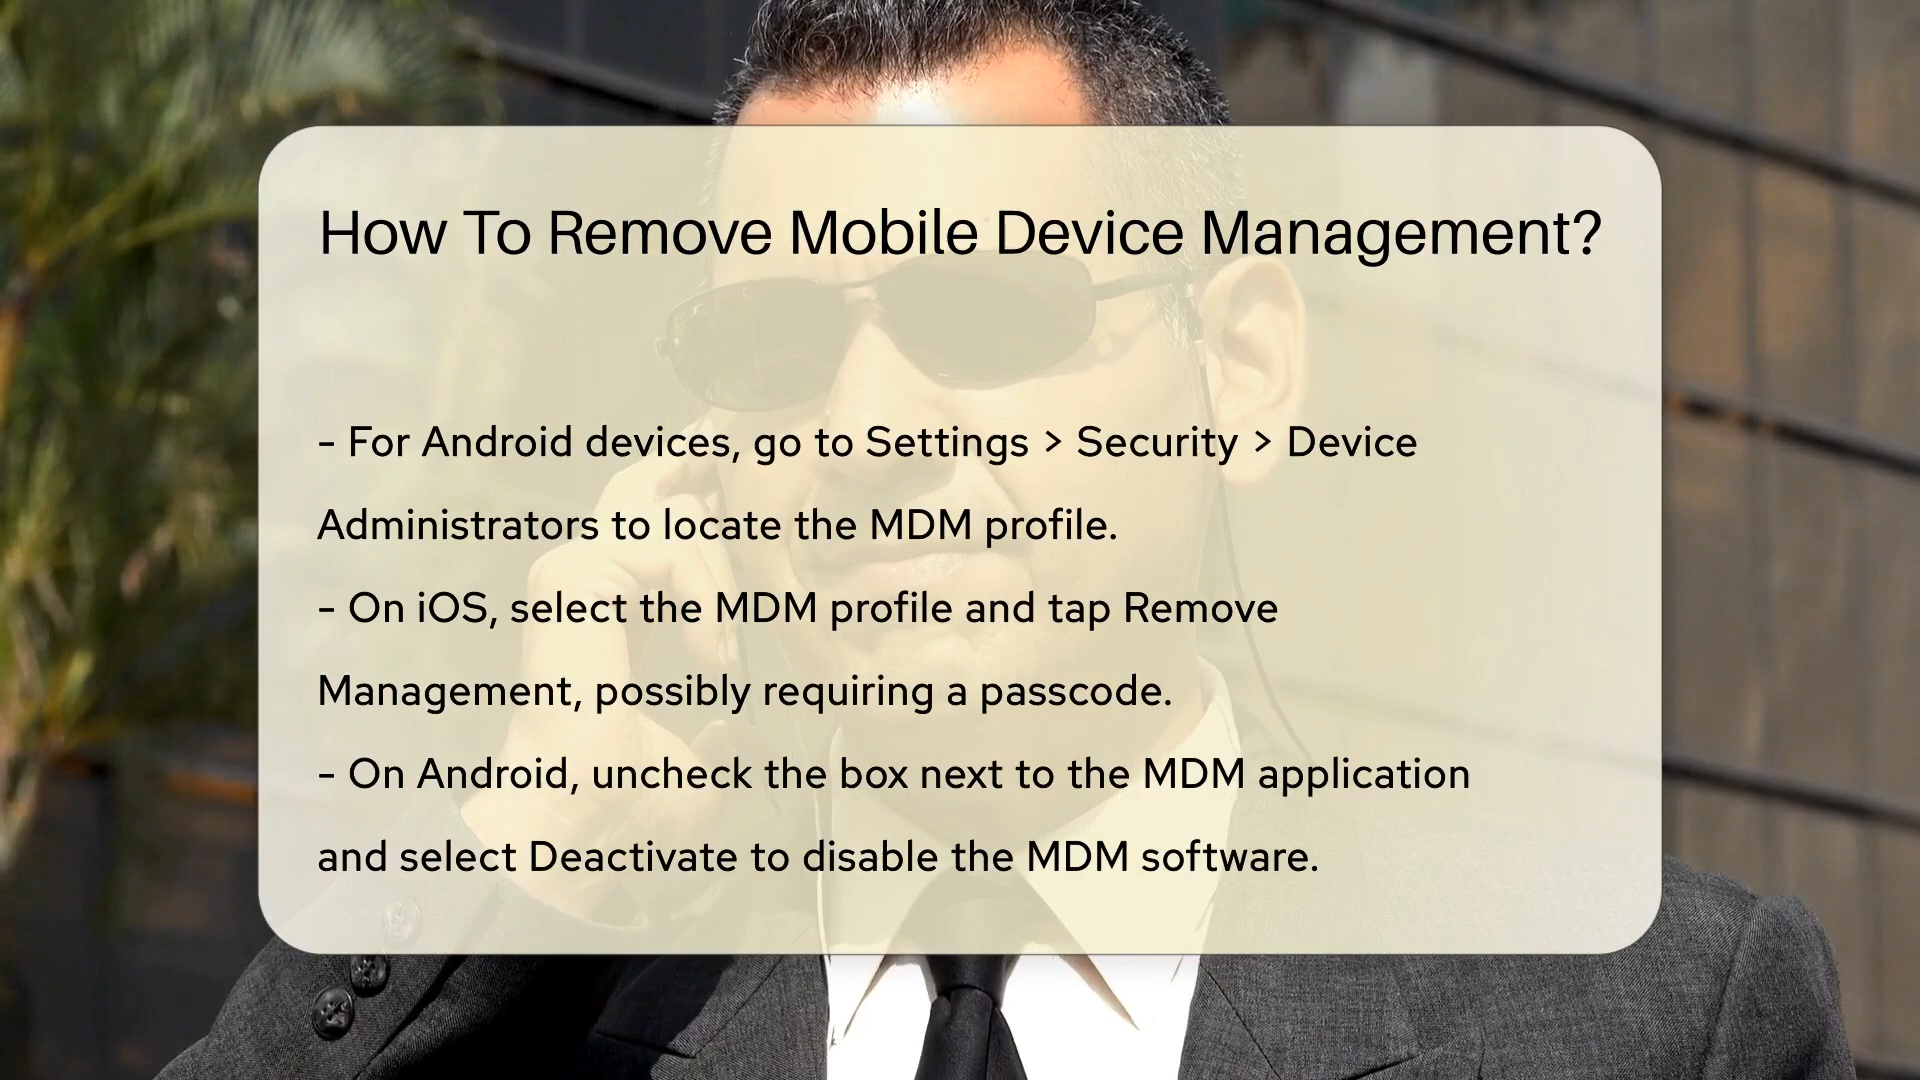 How To Remove Mobile Device Management?
– For Android devices, go to Settings > Security > Device
Administrators to locate the MDM profile.
– On iOS, select the MDM profile and tap Remove
Management, possibly requiring a passcode.
– On Android, uncheck the box next to the MDM application
and select Deactivate to disable the MDM software.